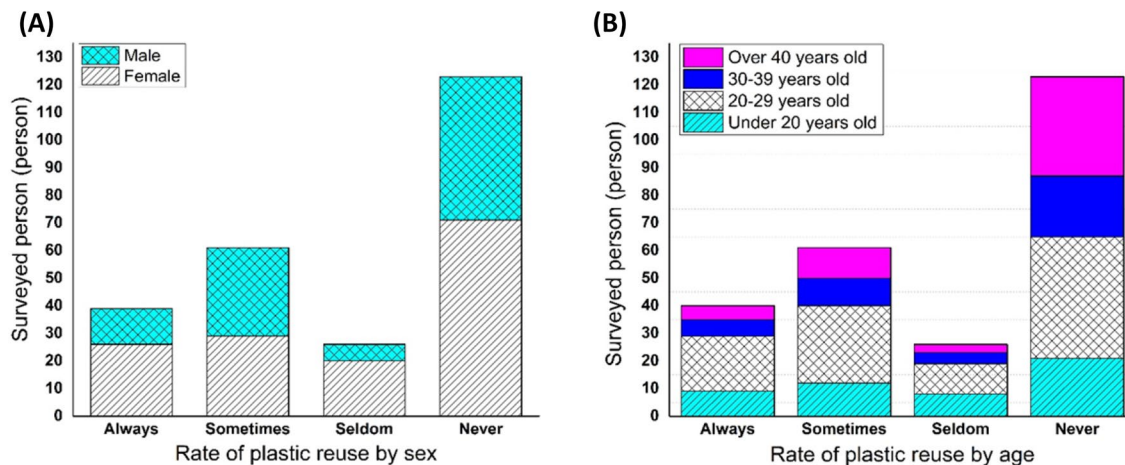 (A)
Male
Female
Surveyed person (person)
130
120
110
100
90
80
70
60
50
40
30
20
10
0
Always Sometimes Seldom Never
Rate of plastic reuse by sex
(B)
Over 40 years old
30-39 years old
20-29 years old
Under 20 years old
Surveyed person (person)
130
120
110
100
90
80
70
60
50
40
30
20
10
0
Always Sometimes Seldom Never
Rate of plastic reuse by age